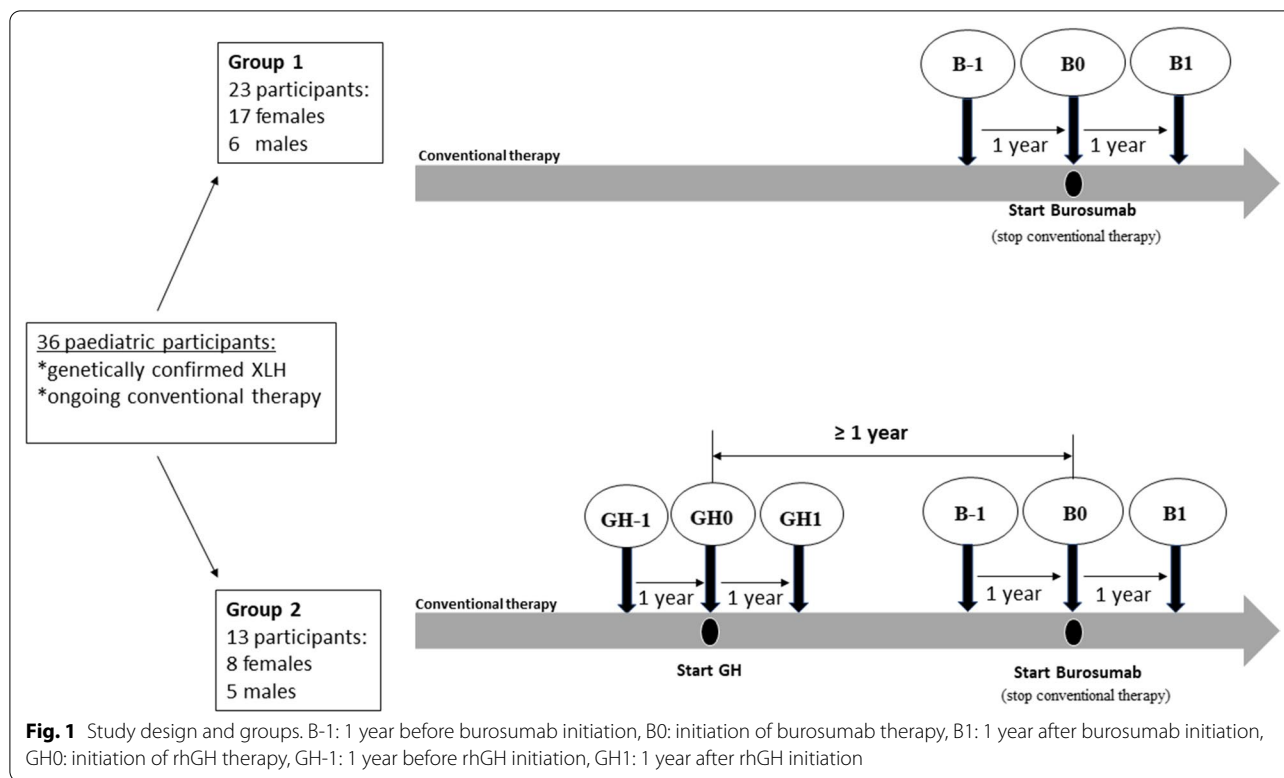 Group 1
23 participants:
17 females
6 males
B-1
B0
B1
1 year
1 year
Conventional therapy
Start Burosumab
(stop conventional therapy)
36 paediatric participants:
*genetically confirmed XLH
*ongoing conventional therapy
≥ 1 year
GH-1
GH0
GH1
B-1
B0
B1
1 year
1 year
1 year
1 year
Group 2
13 participants:
8 females
5 males
Conventional therapy
Start GH
Start Burosumab
(stop conventional therapy)
Fig. 1 Study design and groups. B-1: 1 year before burosumab initiation, B0: initiation of burosumab therapy, B1: 1 year after burosumab initiation,
GH0: initiation of rhGH therapy, GH-1: 1 year before rhGH initiation, GH1: 1 year after rhGH initiation